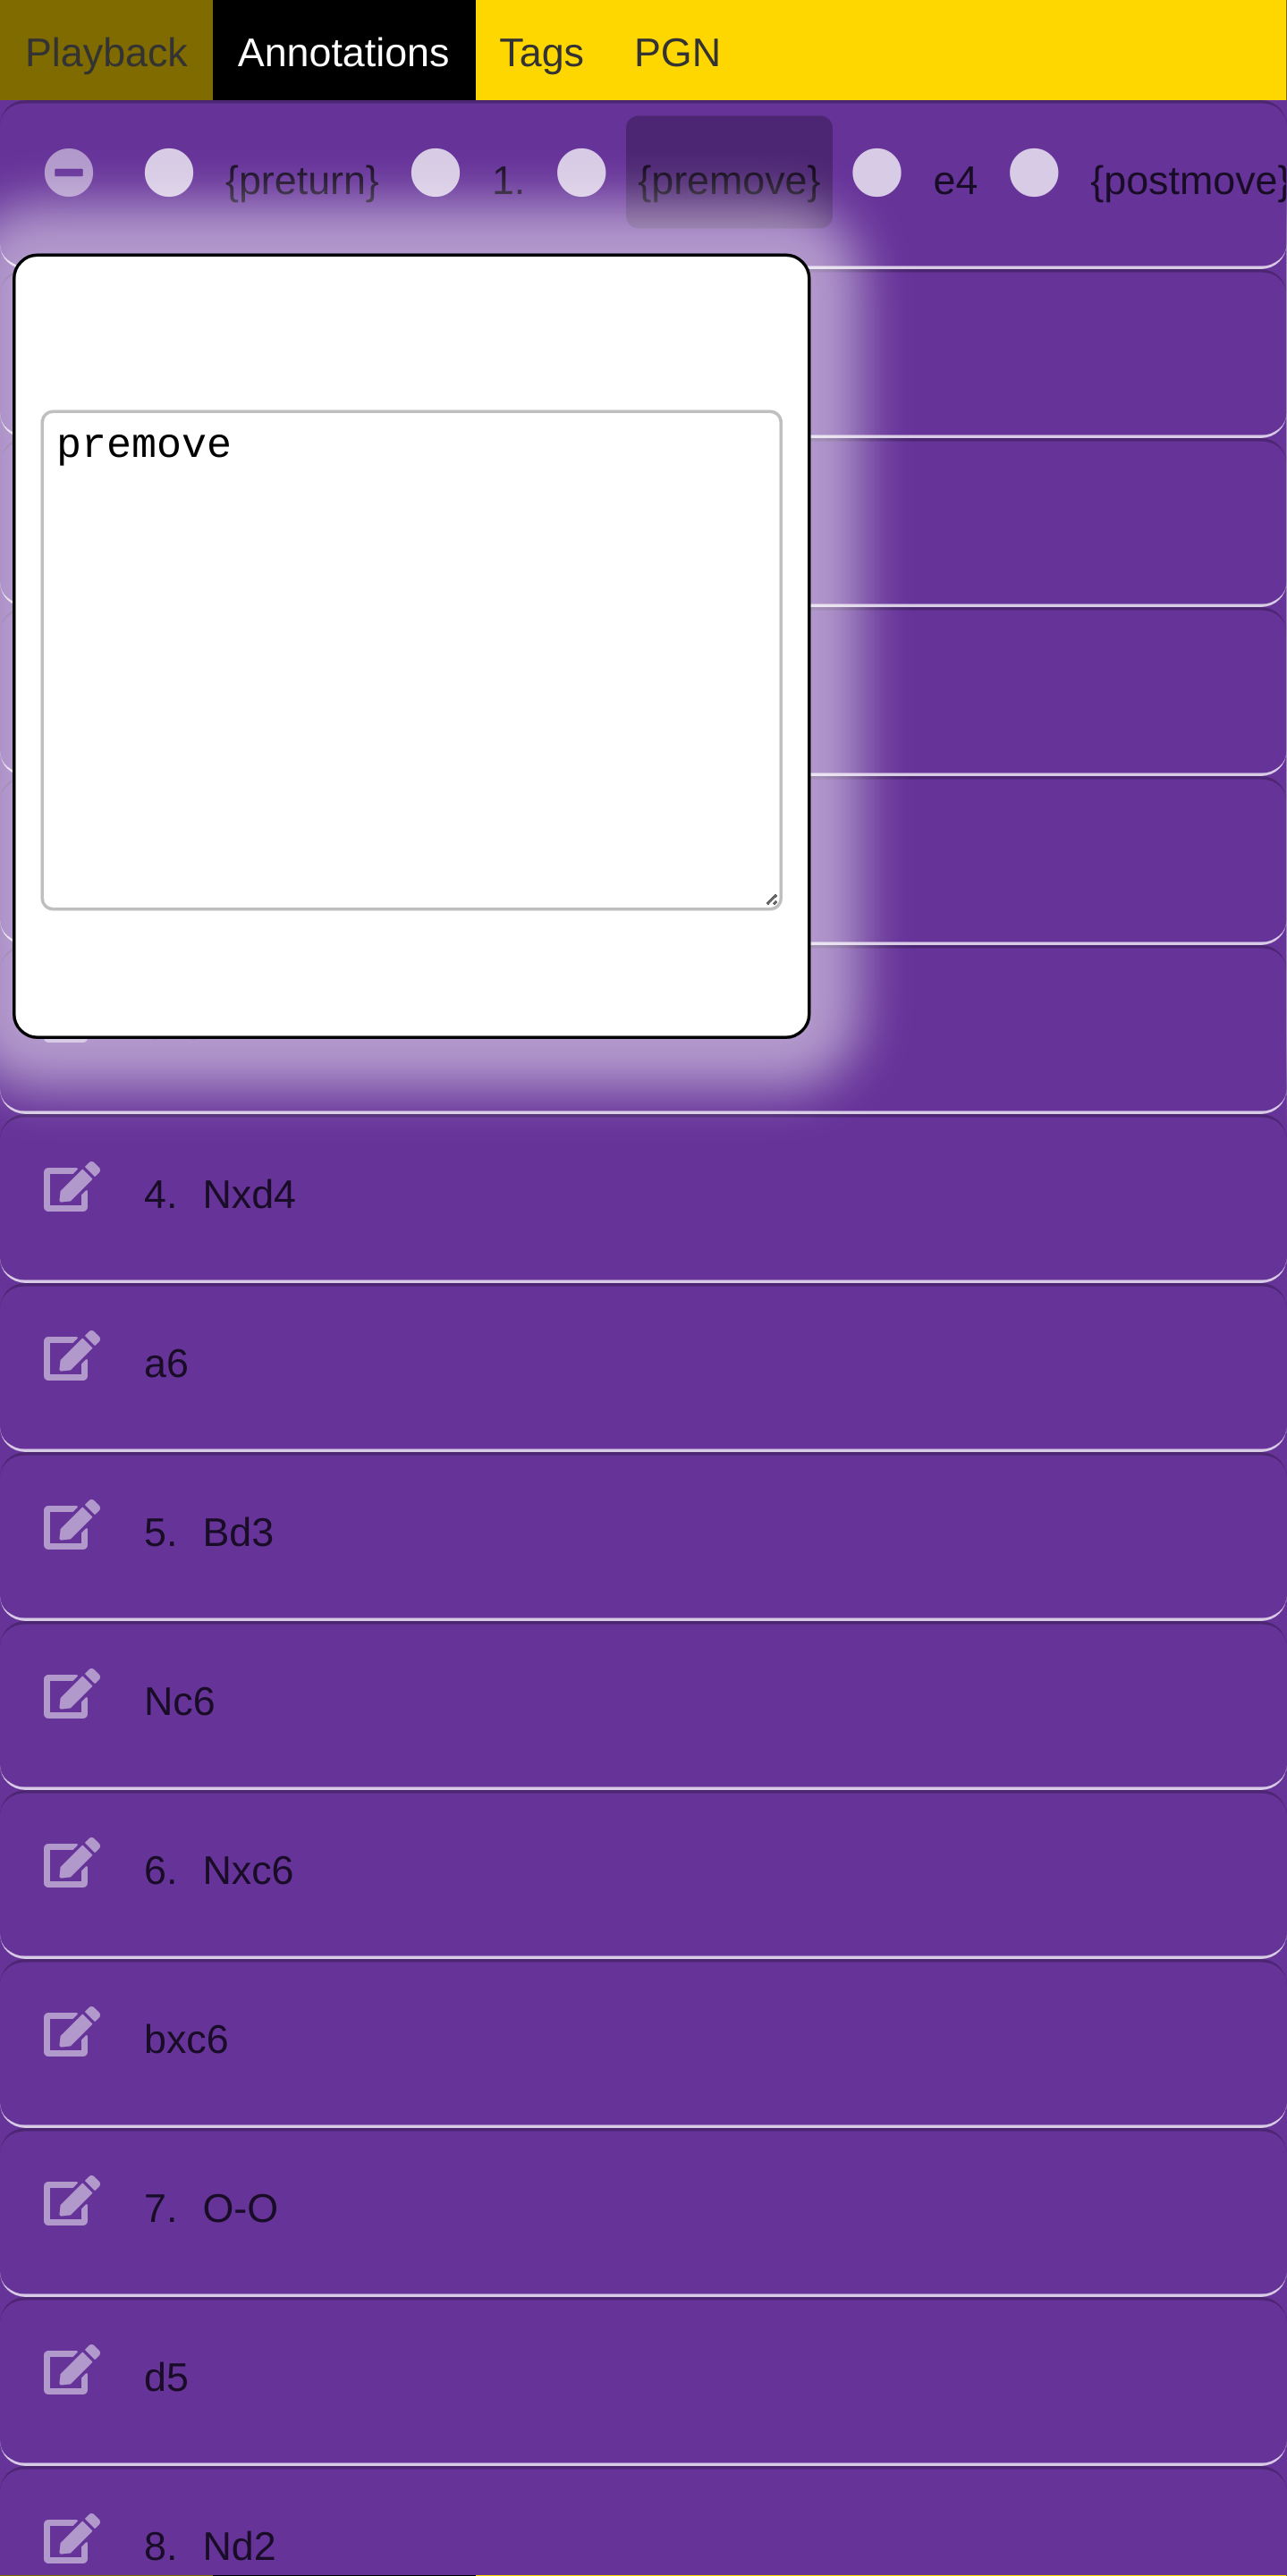 Playback Annotations Tags PGN
{preturn} 1. {premove} e4 {postmove}
premove
4. Nxd4
a6
5. Bd3
Nc6
6. Nxc6
bxc6
7. O-O
d5
8. Nd2